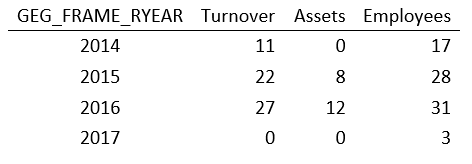 GEG_FRAME_RYEAR Turnover Assets Employees
2014 11 0 17
2015 22 8 28
2016 27 12 31
2017 0 0 3